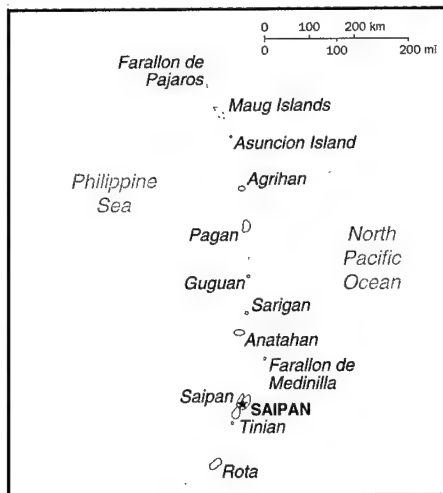 0 100 200 km
0 100 200 mi
Farallon de
Pajaros
Maug Islands
Asuncion Island
Agrihan
Philippine
Sea
Pagan
North
Pacific
Ocean
Guguan
Sarigan
Anatahan
Farallon de
Medinilla
Saipan
SAIPAN
Tinian
Rota